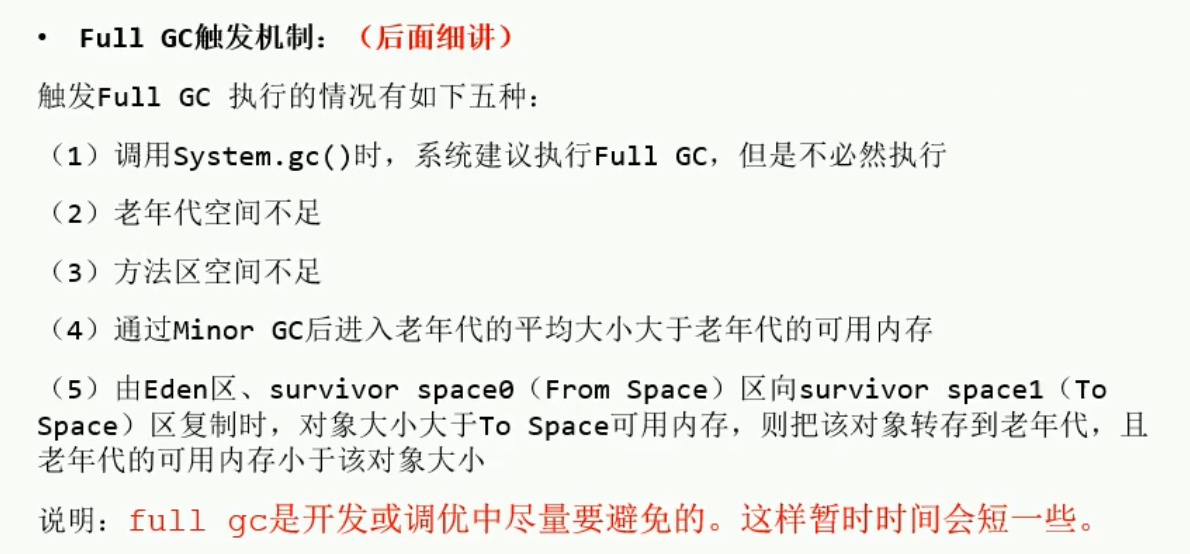 • Full GC触发机制：（后面细讲）
触发Full GC 执行的情况有如下五种：
（1）调用System.gc()时，系统建议执行Full GC，但是不必然执行
（2）老年代空间不足
（3）方法区空间不足
（4）通过Minor GC后进入老年代的平均大小大于老年代的可用内存
（5）由Eden区、survivor space0（From Space）区向survivor space1（To
Space）区复制时，对象大小大于To Space可用内存，则把该对象转存到老年代，且
老年代的可用内存小于该对象大小
说明：full gc是开发或调优中尽量要避免的。这样暂时时间会短一些。